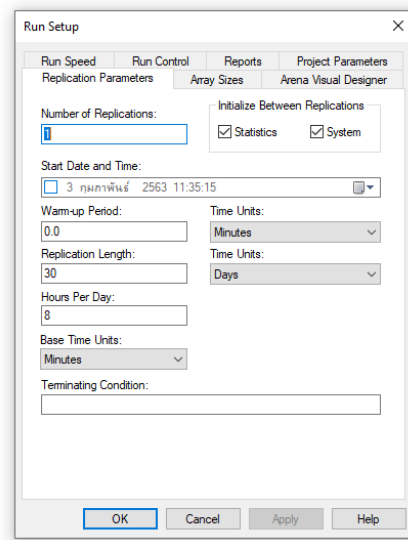 Run Setup
Run Speed Run Control Reports Project Parameters
Replication Parameters Array Sizes Arena Visual Designer
Number of Replications:
1
Initialize Between Replications
Statistics System
Start Date and Time:
3 กุมภาพันธ์ 2563 11:35:15
Warm-up Period: Time Units:
0.0 Minutes
Replication Length: Time Units:
30 Days
Hours Per Day:
8
Base Time Units:
Minutes
Terminating Condition:
OK Cancel Apply Help